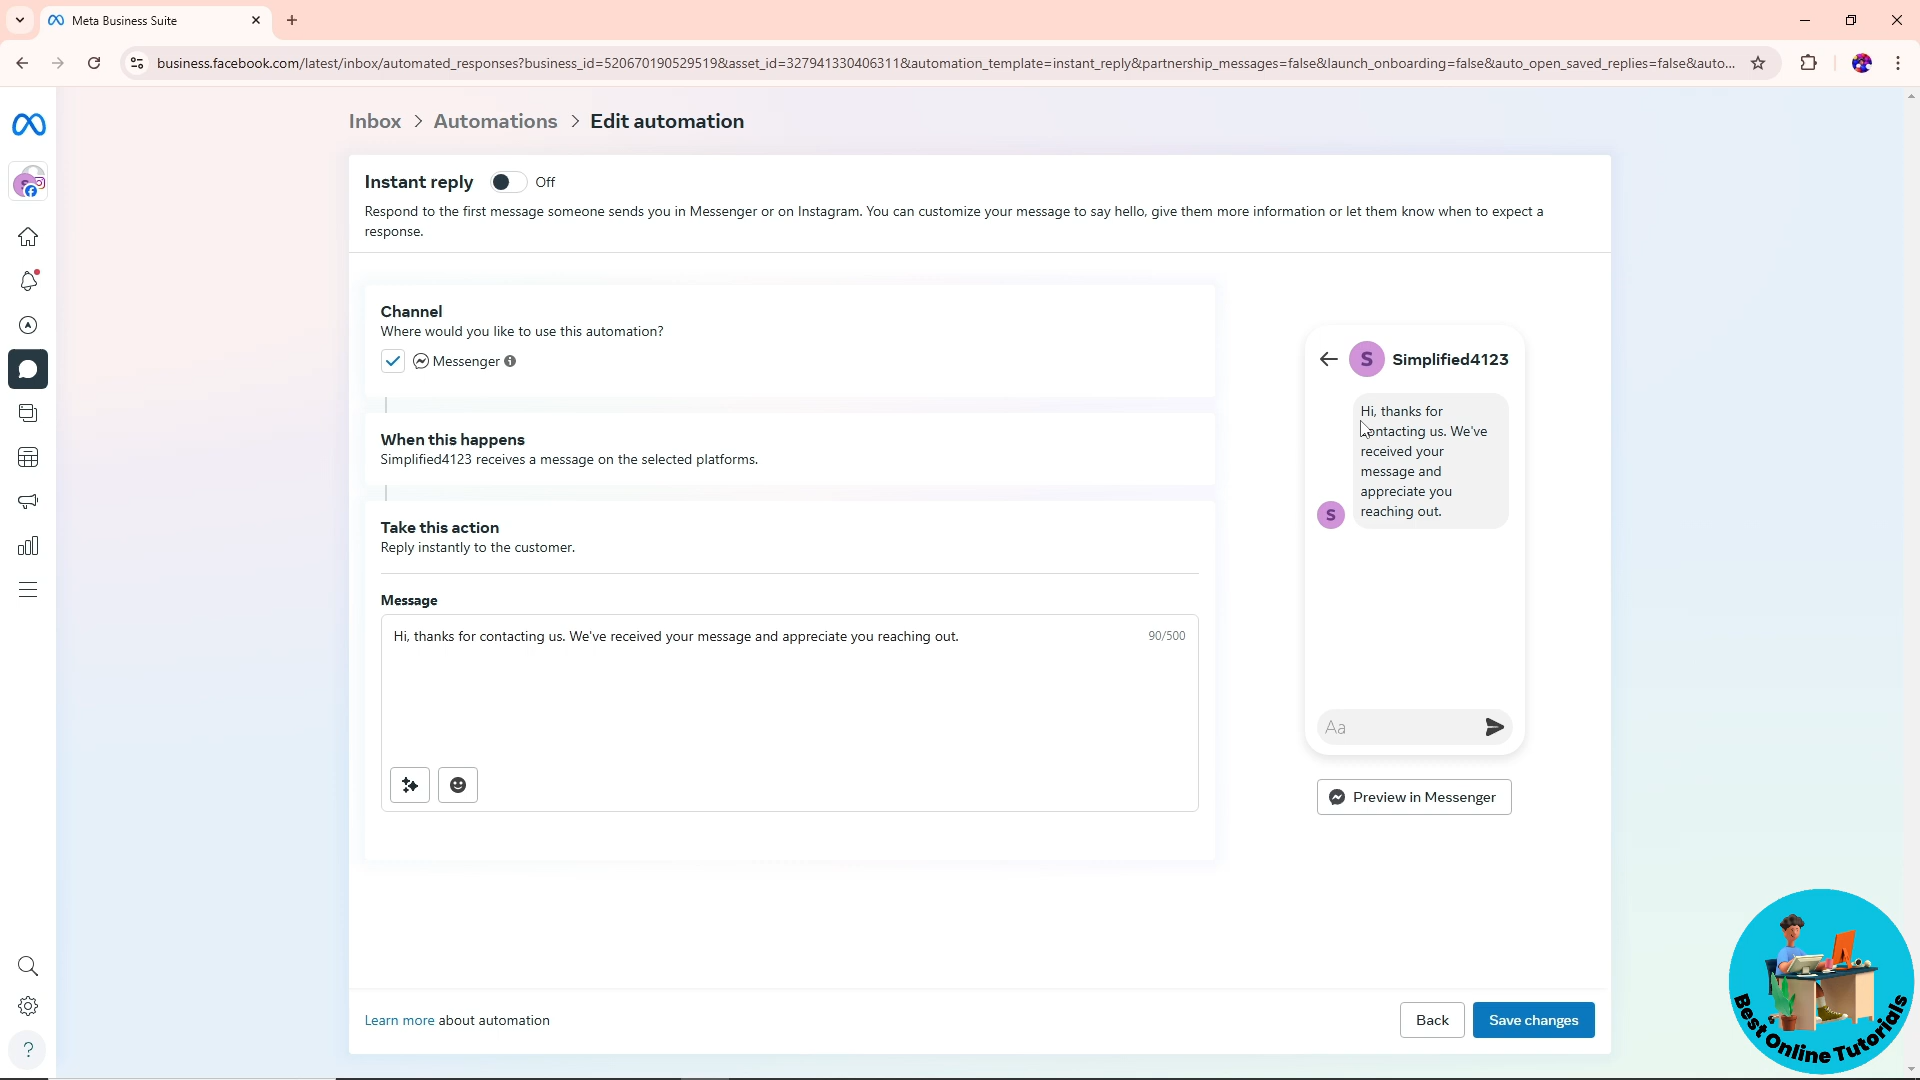 Meta Business Suite
business.facebook.com/latest/inbox/automated_responses?business_id=520670190529519&asset_id=327941330406311&automation_template=instant_reply&partnership_messages=false&launch_onboarding=false&auto_open_saved_replies=false&auto...
Inbox > Automations > Edit automation
Instant reply Off
Respond to the first message someone sends you in Messenger or on Instagram. You can customize your message to say hello, give them more information or let them know when to expect a
response.
Channel
Where would you like to use this automation?
Messenger
When this happens
Simplified4123 receives a message on the selected platforms.
Take this action
Reply instantly to the customer.
Message
Hi, thanks for contacting us. We've received your message and appreciate you reaching out. 90/500
S Simplified4123
Hi, thanks for
contacting us. We've
received your
message and
appreciate you
reaching out.
S
Aa
Preview in Messenger
Learn more about automation
Back
Save changes
Best Online Tutorials